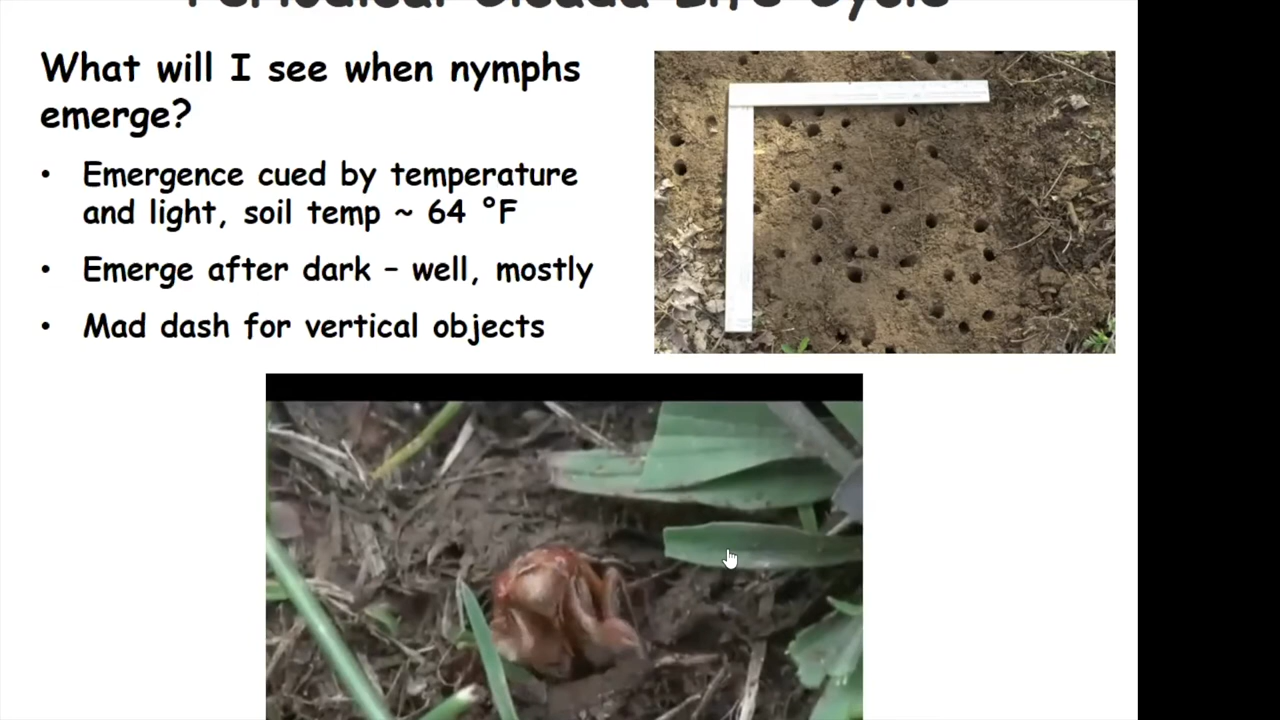 Periodical Cicada Life Cycle
What will I see when nymphs
emerge?
• Emergence cued by temperature
and light, soil temp ~ 64 °F
• Emerge after dark – well, mostly
• Mad dash for vertical objects